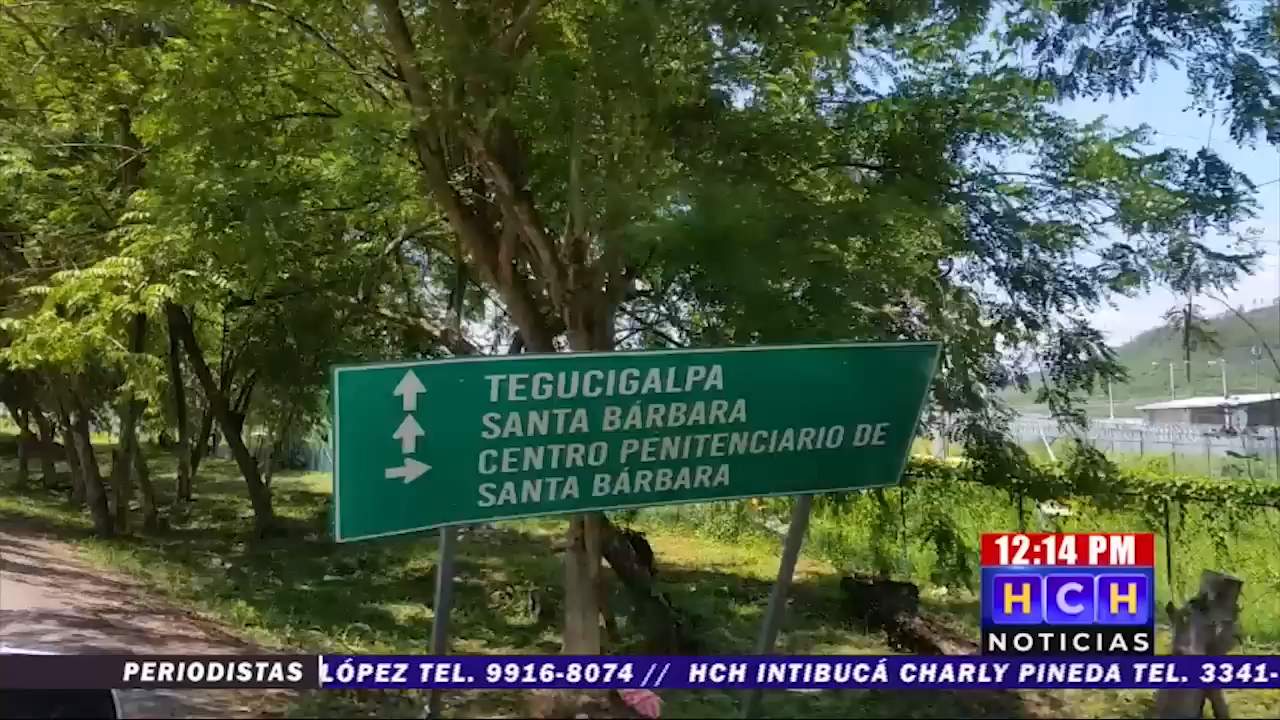 TEGUCIGALPA
SANTA BÁRBARA
CENTRO PENITENCIARIO DE
SANTA BÁRBARA
12:14 PM
HCH
NOTICIAS
PERIODISTAS LÓPEZ TEL. 9916-8074 // HCH INTIBUCÁ CHARLY PINEDA TEL. 3341-